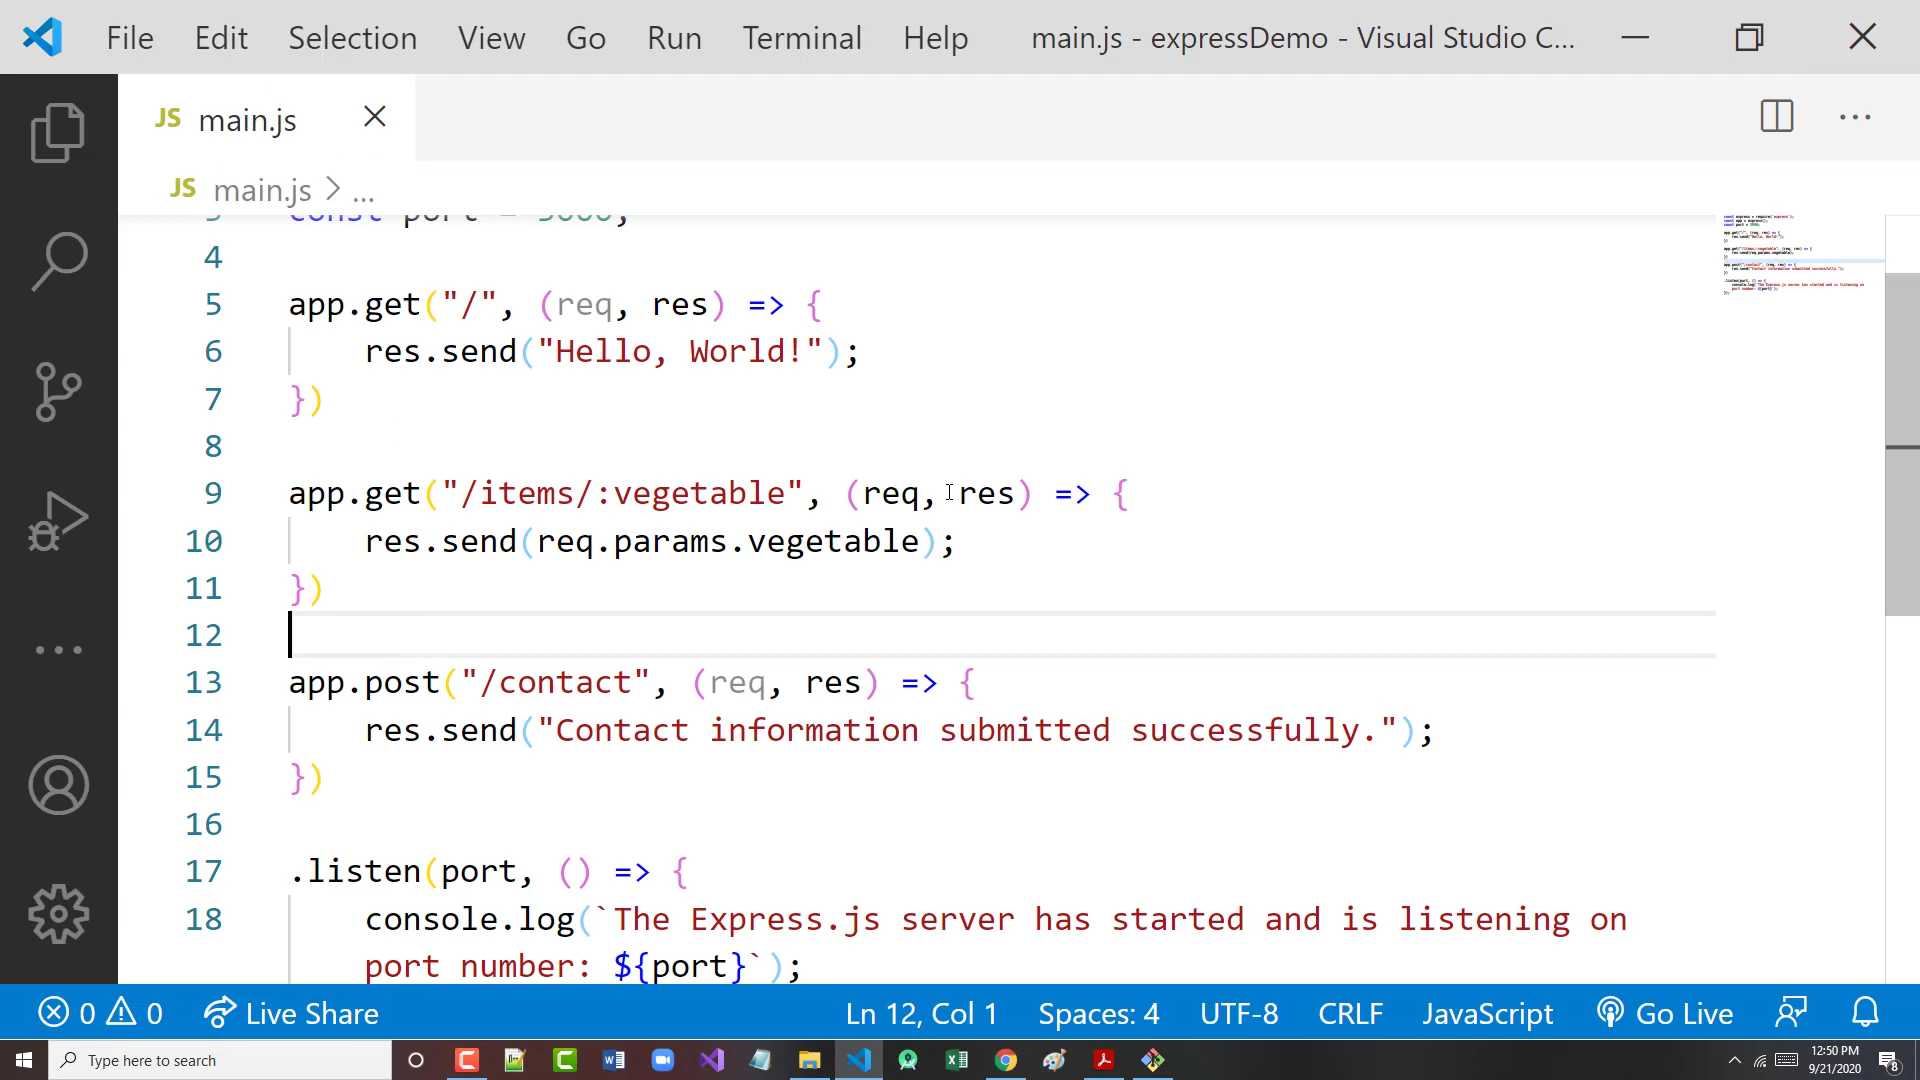 File Edit Selection View Go Run Terminal Help main.js - expressDemo - Visual Studio C...
JS main.js
JS main.js > ...
3 const port = 3000;
4
5 app.get("/", (req, res) => {
6 res.send("Hello, World!");
7 })
8
9 app.get("/items/:vegetable", (req, res) => {
10 res.send(req.params.vegetable);
11 })
12
13 app.post("/contact", (req, res) => {
14 res.send("Contact information submitted successfully.");
15 })
16
17 .listen(port, () => {
18 console.log(`The Express.js server has started and is listening on
port number: ${port}`);
0 0 Live Share Ln 12, Col 1 Spaces: 4 UTF-8 CRLF JavaScript Go Live
Type here to search
12:50 PM
9/21/2020
8